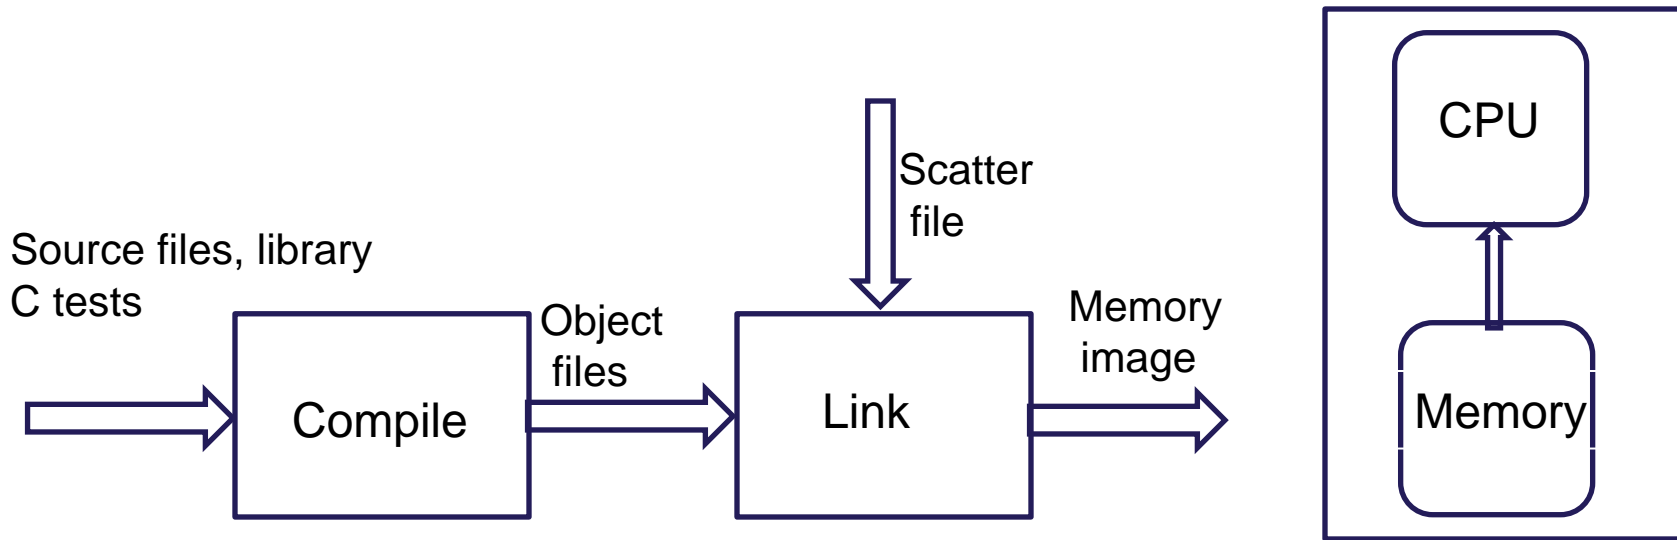 Source files, library
C tests
Compile
Object
files
Scatter
file
Link
Memory
image
CPU
Memory